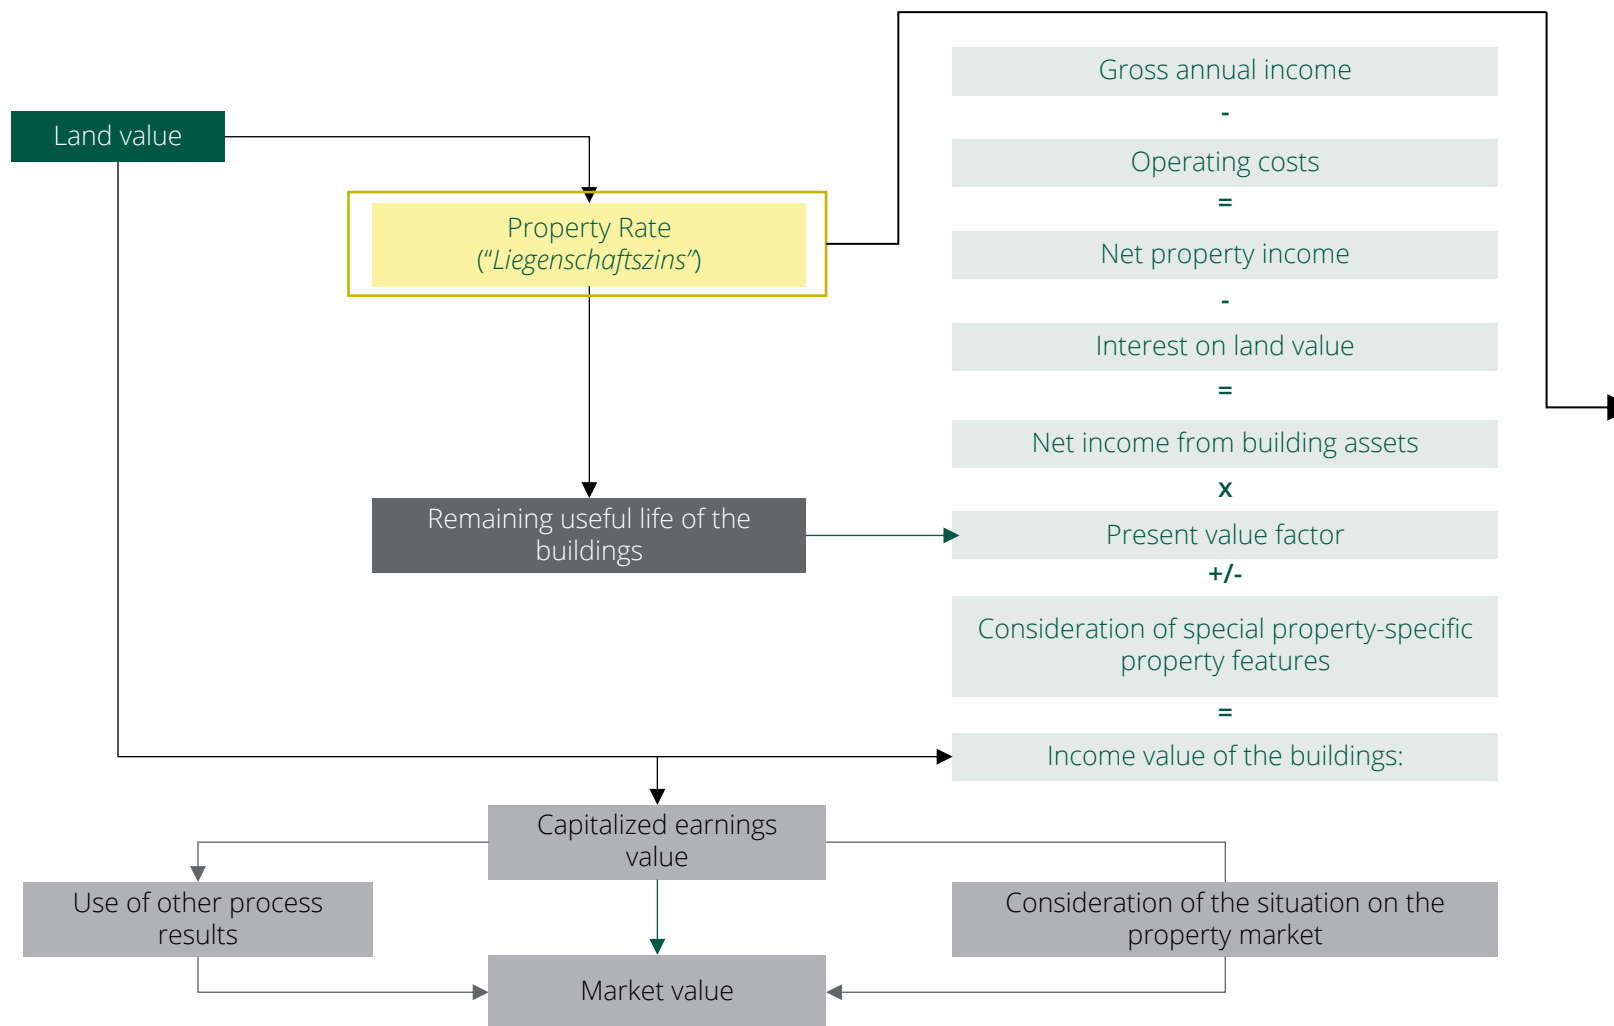 Land value
Property Rate
(“Liegenschaftszins”)
Remaining useful life of the
buildings
Gross annual income
-
Operating costs
=
Net property income
-
Interest on land value
=
Net income from building assets
x
Present value factor
+/-
Consideration of special property-specific
property features
=
Income value of the buildings:
Capitalized earnings
value
Use of other process
results
Consideration of the situation on the
property market
Market value